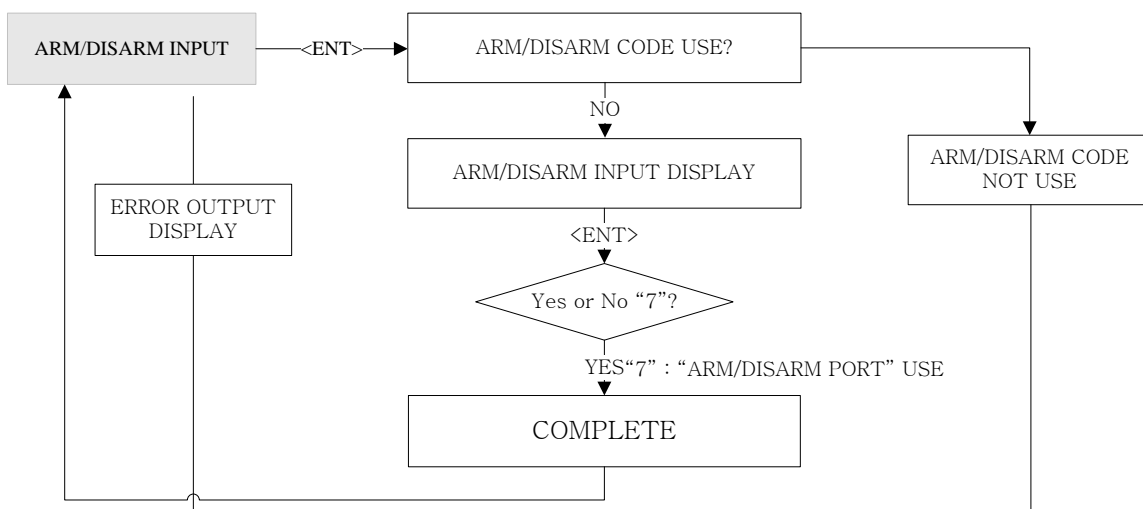 ARM/DISARM INPUT
<ENT>
ARM/DISARM CODE USE?
NO
ARM/DISARM INPUT DISPLAY
ARM/DISARM CODE
NOT USE
ERROR OUTPUT
DISPLAY
<ENT>
Yes or No “7”?
YES“7” : “ARM/DISARM PORT” USE
COMPLETE